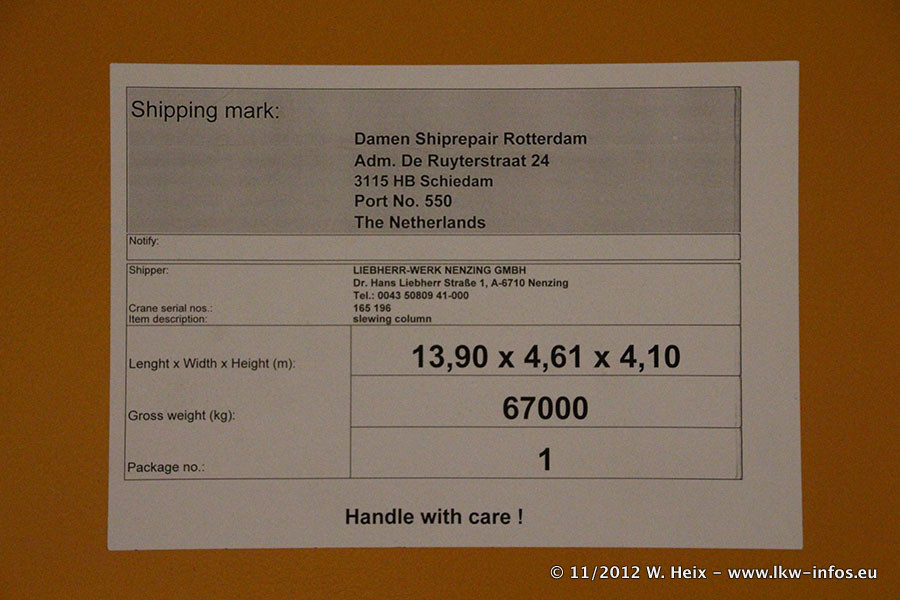 Shipping mark:
Damen Shiprepair Rotterdam
Adm. De Ruyterstraat 24
3115 HB Schiedam
Port No. 550
The Netherlands
Notify:
Shipper: LIEBHERR-WERK NENZING GMBH
Dr. Hans Liebherr Straße 1, A-6710 Nenzing
Tel.: 0043 50809 41-000
Crane serial nos.: 165 196
Item description: slewing column
Lenght x Width x Height (m): 13,90 x 4,61 x 4,10
Gross weight (kg): 67000
Package no.: 1
Handle with care !
© 11/2012 W. Heix - www.lkw-infos.eu